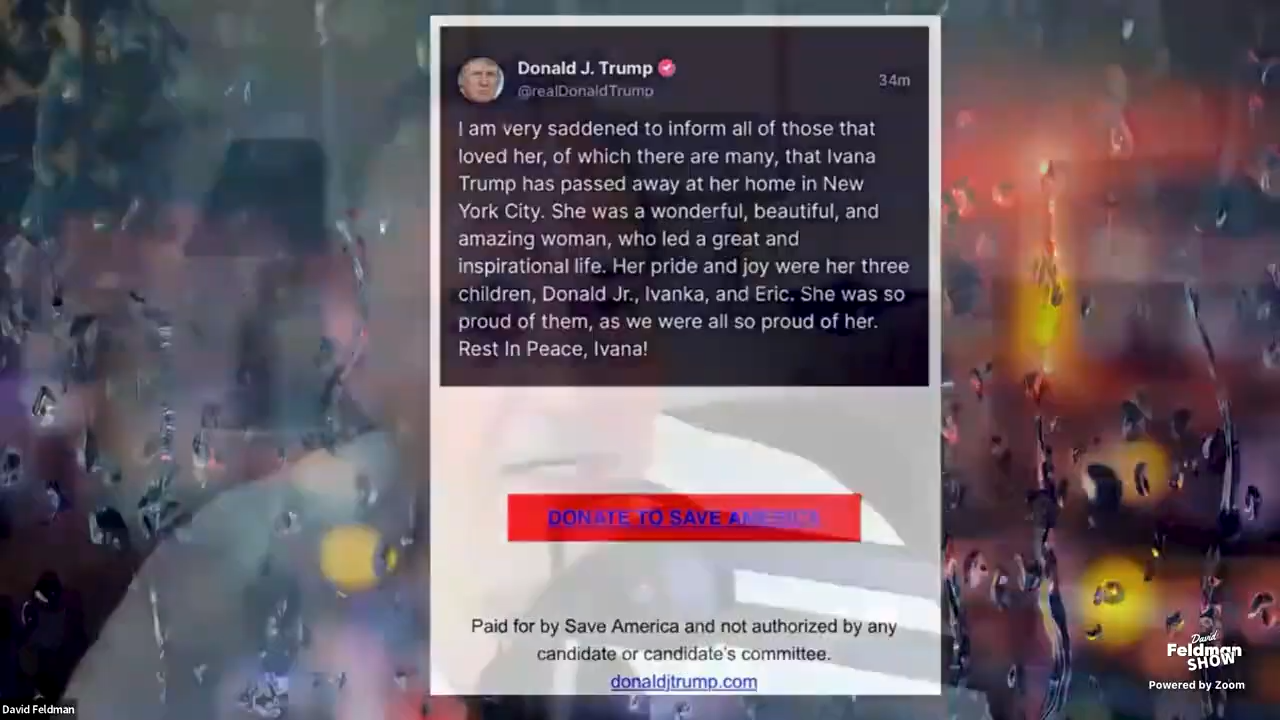 Donald J. Trump
@realDonaldTrump
34m
I am very saddened to inform all of those that
loved her, of which there are many, that Ivana
Trump has passed away at her home in New
York City. She was a wonderful, beautiful, and
amazing woman, who led a great and
inspirational life. Her pride and joy were her three
children, Donald Jr., Ivanka, and Eric. She was so
proud of them, as we were all so proud of her.
Rest In Peace, Ivana!
DONATE TO SAVE AMERICA
Paid for by Save America and not authorized by any
candidate or candidate's committee.
donaldjtrump.com
David
Feldman
SHOW
Powered by Zoom
David Feldman